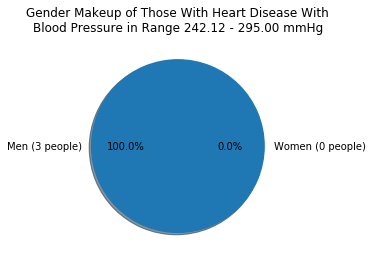 Gender Makeup of Those With Heart Disease With
Blood Pressure in Range 242.12 - 295.00 mmHg
Men (3 people)
100.0%
0.0%
Women (0 people)